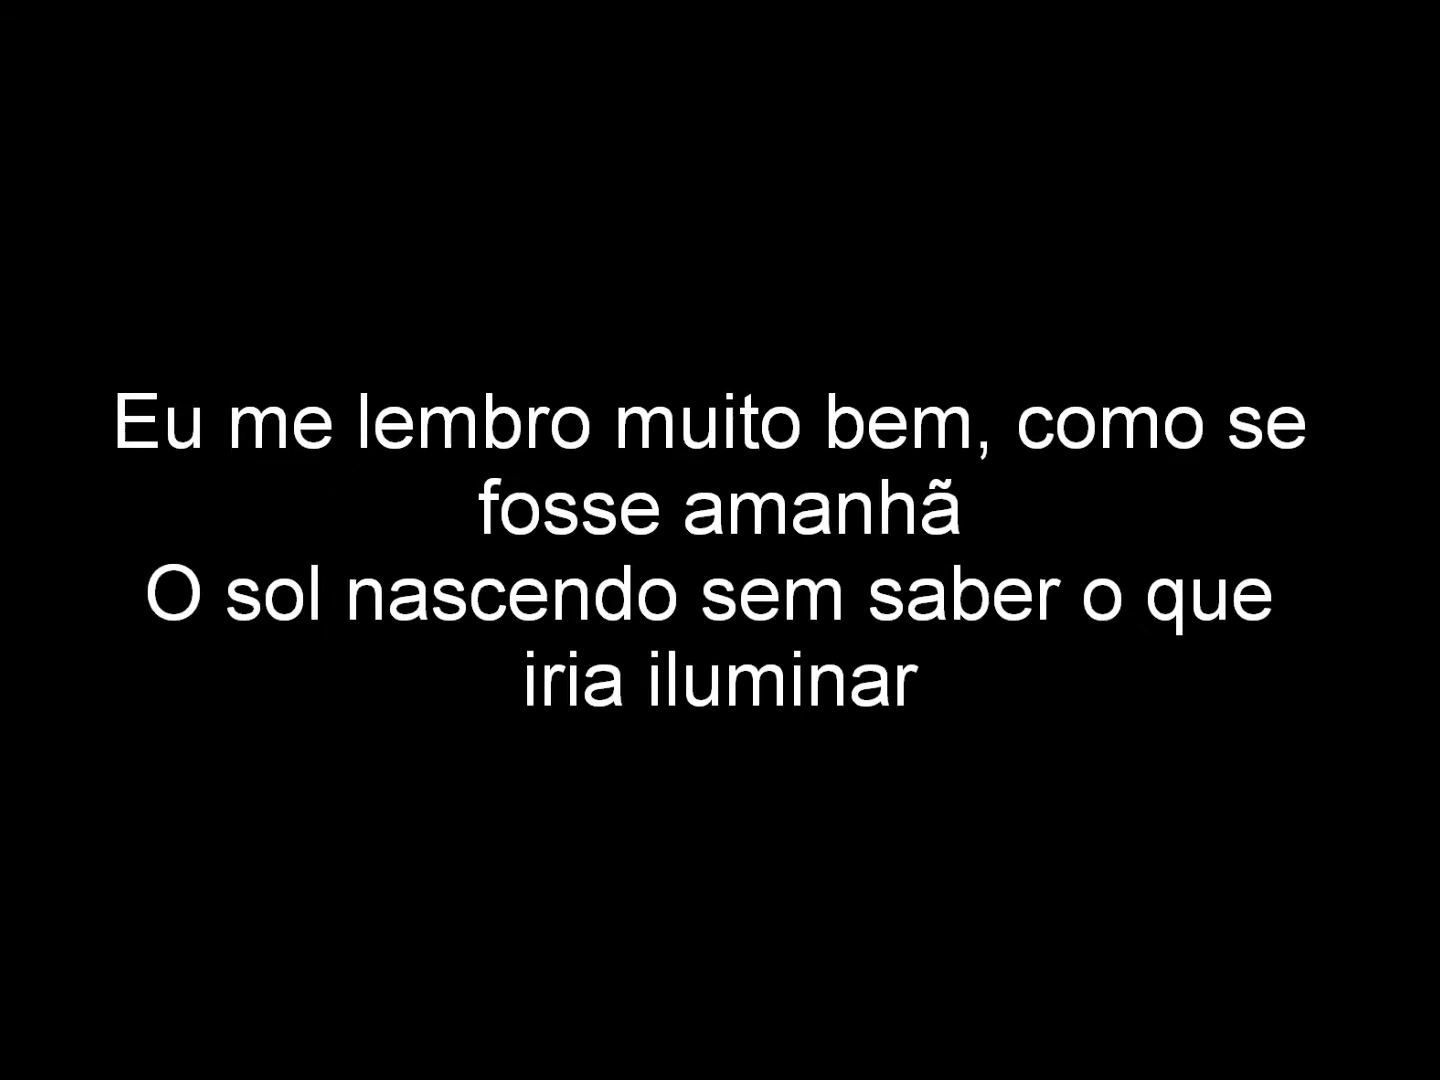 Eu me lembro muito bem, como se
fosse amanhã
O sol nascendo sem saber o que
iria iluminar